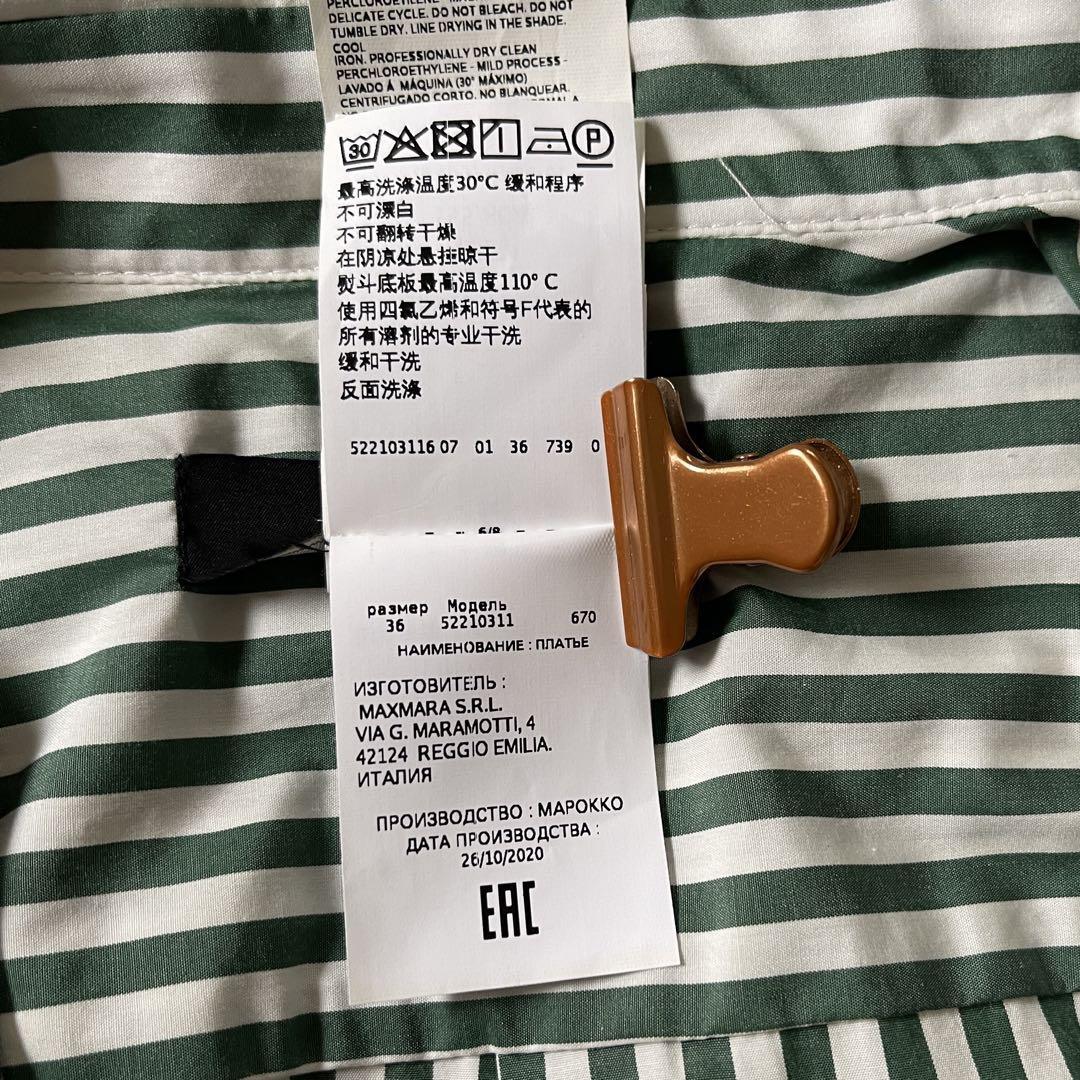 DELICATE CYCLE. DO NOT BLEACH. DO NOT
TUMBLE DRY. LINE DRYING IN THE SHADE.
COOL
IRON. PROFESSIONALLY DRY CLEAN
PERCHLOROETHYLENE - MILD PROCESS -
LAVADO A MÁQUINA (30° MÁXIMO)
CENTRIFUGADO CORTO. NO BLANQUEAR.
30 P
最高洗涤温度30°C 缓和程序
不可漂白
不可翻转干燥
在阴凉处悬挂晾干
熨斗底板最高温度110° C
使用四氯乙烯和符号F代表的
所有溶剂的专业干洗
缓和干洗
反面洗涤
522103116 07 01 36 739 0
6/8
размер Модель
36 52210311 670
НАИМЕНОВАНИЕ : ПЛАТЬЕ
ИЗГОТОВИТЕЛЬ :
MAXMARA S.R.L.
VIA G. MARAMOTTI, 4
42124 REGGIO EMILIA.
ИТАЛИЯ
ПРОИЗВОДСТВО : МАРОККО
ДАТА ПРОИЗВОДСТВА :
26/10/2020
EAC